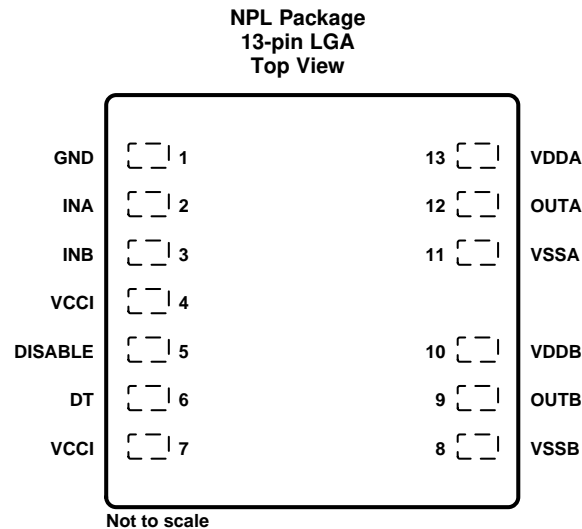 NPL Package
13-pin LGA
Top View
GND 1 13 VDDA
INA 2 12 OUTA
INB 3 11 VSSA
VCCI 4
DISABLE 5 10 VDDB
DT 6 9 OUTB
VCCI 7 8 VSSB
Not to scale